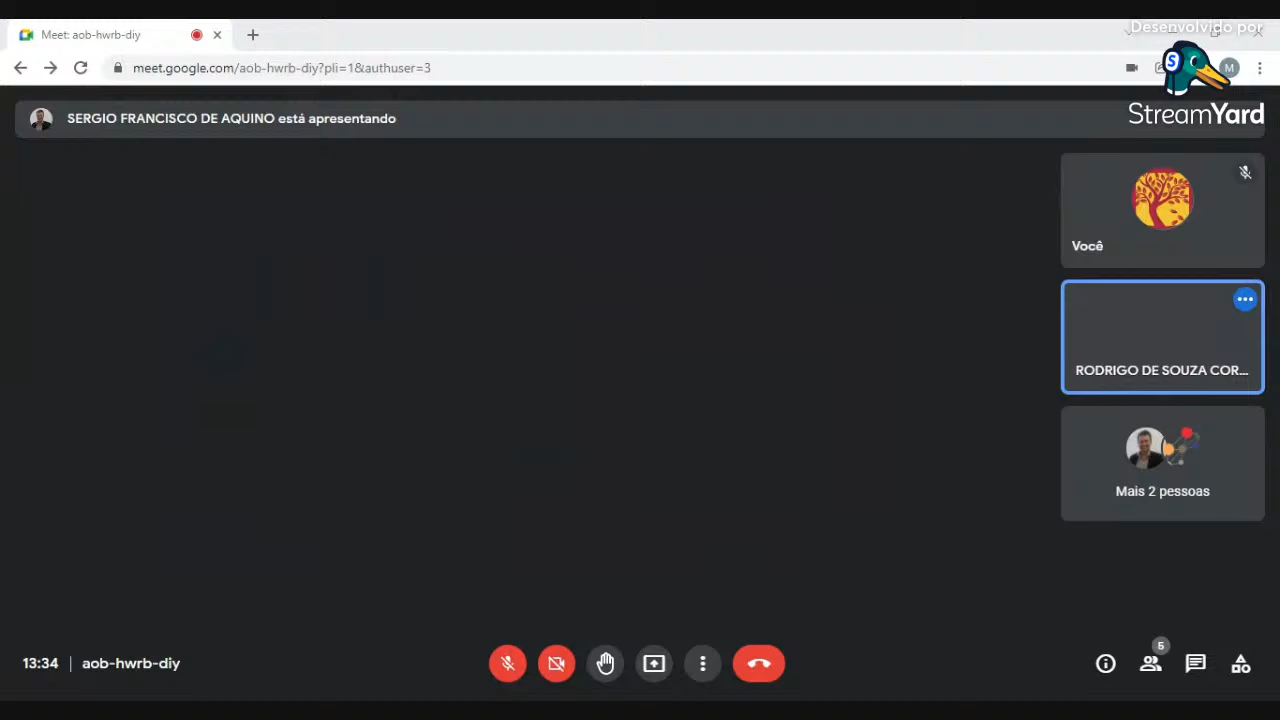 Meet: aob-hwrb-diy
Desenvolvido por
meet.google.com/aob-hwrb-diy?pli=1&authuser=3
M
S
StreamYard
SERGIO FRANCISCO DE AQUINO está apresentando
Você
RODRIGO DE SOUZA COR...
Mais 2 pessoas
13:34 | aob-hwrb-diy
5